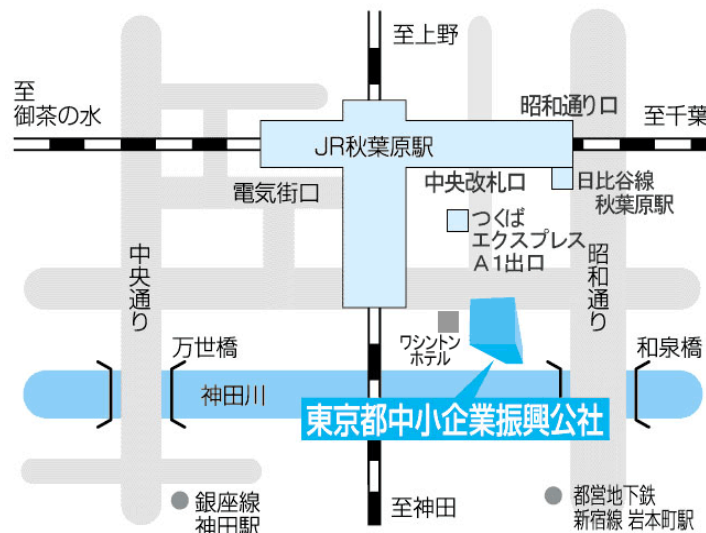 至上野
昭和通り口
至
御茶の水
至千葉
JR秋葉原駅
中央改札口
日比谷線
秋葉原駅
電気街口
つくば
エクスプレス
A1出口
中央通り
昭和通り
ワシントン
ホテル
万世橋
和泉橋
神田川
東京都中小企業振興公社
銀座線
神田駅
至神田
都営地下鉄
新宿線 岩本町駅